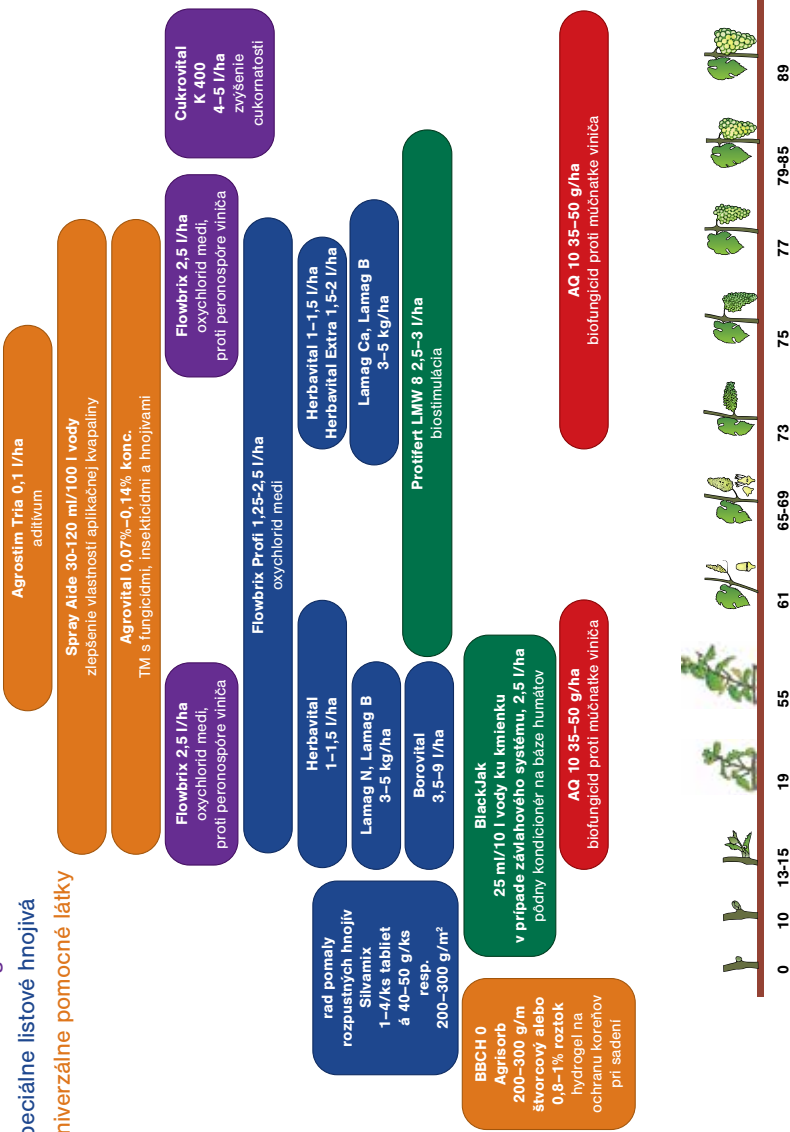 peciálne listové hnojivá
niverzálne pomocné látky
Agrostim Tria 0,1 l/ha
aditívum
Spray Aide 30-120 ml/100 l vody
zlepšenie vlastností aplikačnej kvapaliny
Agrovital 0,07%–0,14% konc.
TM s fungicídmi, insekticídmi a hnojivami
Flowbrix 2,5 l/ha
oxychlorid medi,
proti peronospóre viniča
Flowbrix 2,5 l/ha
oxychlorid medi,
proti peronospóre viniča
Cukrovital
K 400
4–5 l/ha
zvýšenie
cukornatosti
Flowbrix Profi 1,25-2,5 l/ha
oxychlorid medi
Herbavital
1–1,5 l/ha
Herbavital 1–1,5 l/ha
Herbavital Extra 1,5-2 l/ha
rad pomaly
rozpustných hnojív
Silvamix
1–4/ks tabliet
á 40–50 g/ks
resp.
200–300 g/m²
Lamag N, Lamag B
3–5 kg/ha
Lamag Ca, Lamag B
3–5 kg/ha
Borovital
3,5–9 l/ha
Protifert LMW 8 2,5–3 l/ha
biostimulácia
BBCH 0
Agrisorb
200–300 g/m
štvorcový alebo
0,8–1% roztok
hydrogel na
ochranu koreňov
pri sadení
BlackJak
25 ml/10 l vody ku kmienku
v prípade závlahového systému, 2,5 l/ha
pôdny kondicionér na báze humátov
AQ 10 35–50 g/ha
biofungicíd proti múčnatke viniča
AQ 10 35–50 g/ha
biofungicíd proti múčnatke viniča
0 10 13-15 19 55 61 65-69 73 75 77 79-85 89